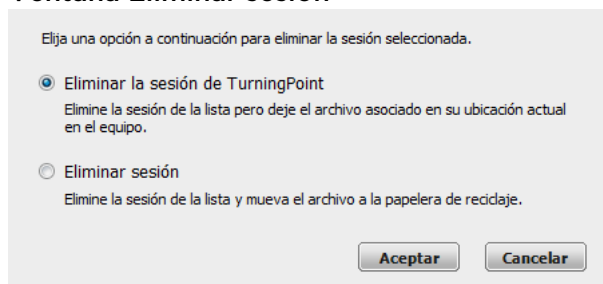 Ventana Eliminar sesión
Elija una opción a continuación para eliminar la sesión seleccionada.
Eliminar la sesión de TurningPoint
Elimine la sesión de la lista pero deje el archivo asociado en su ubicación actual
en el equipo.
Eliminar sesión
Elimine la sesión de la lista y mueva el archivo a la papelera de reciclaje.
Aceptar Cancelar